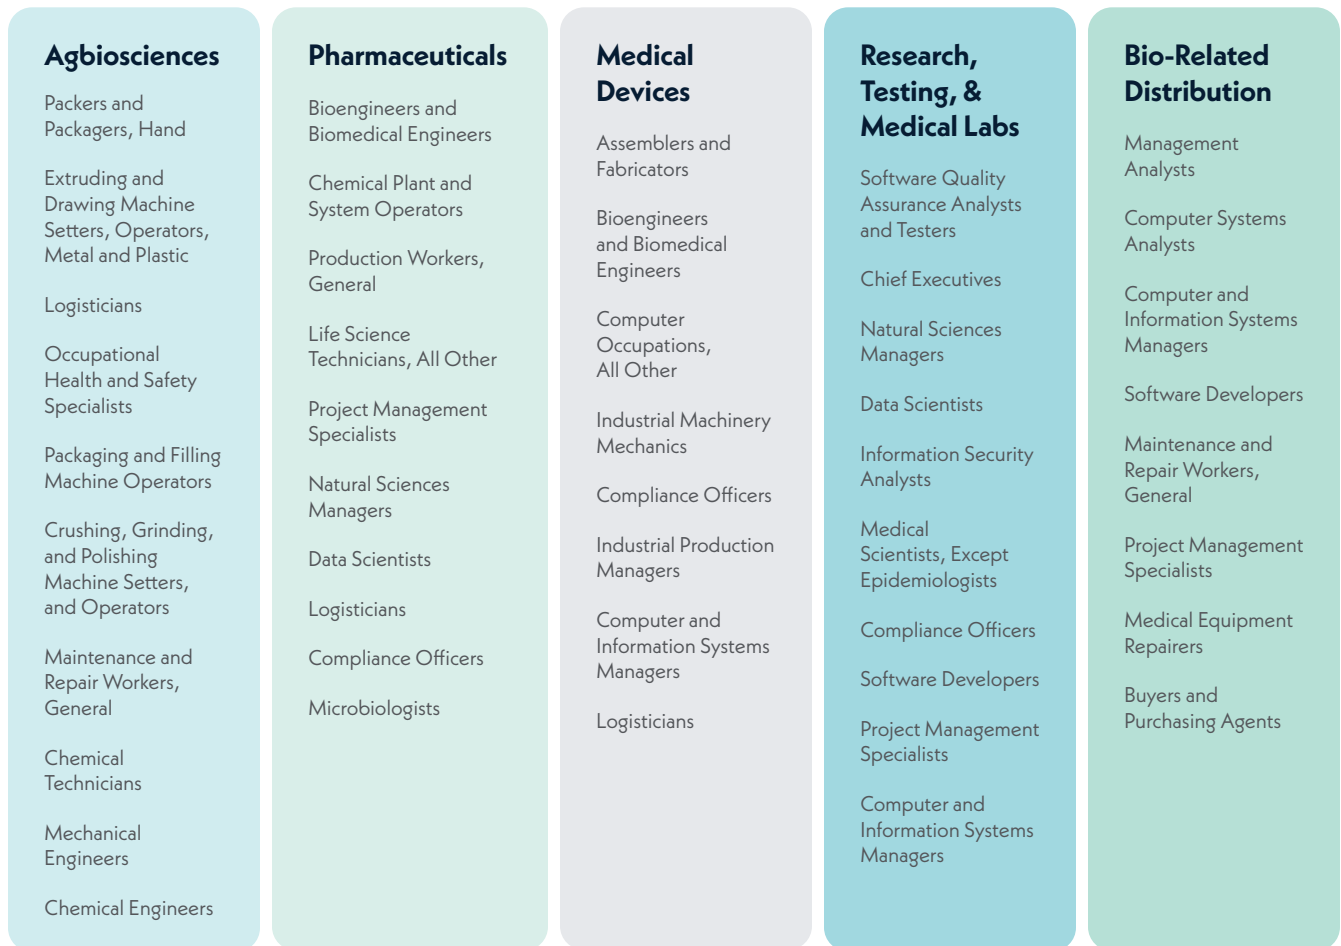 Agbiosciences
Packers and
Packagers, Hand
Extruding and
Drawing Machine
Setters, Operators,
Metal and Plastic
Logisticians
Occupational
Health and Safety
Specialists
Packaging and Filling
Machine Operators
Crushing, Grinding,
and Polishing
Machine Setters,
and Operators
Maintenance and
Repair Workers,
General
Chemical
Technicians
Mechanical
Engineers
Chemical Engineers
Pharmaceuticals
Bioengineers and
Biomedical Engineers
Chemical Plant and
System Operators
Production Workers,
General
Life Science
Technicians, All Other
Project Management
Specialists
Natural Sciences
Managers
Data Scientists
Logisticians
Compliance Officers
Microbiologists
Medical
Devices
Assemblers and
Fabricators
Bioengineers
and Biomedical
Engineers
Computer
Occupations,
All Other
Industrial Machinery
Mechanics
Compliance Officers
Industrial Production
Managers
Computer and
Information Systems
Managers
Logisticians
Research,
Testing, &
Medical Labs
Software Quality
Assurance Analysts
and Testers
Chief Executives
Natural Sciences
Managers
Data Scientists
Information Security
Analysts
Medical
Scientists, Except
Epidemiologists
Compliance Officers
Software Developers
Project Management
Specialists
Computer and
Information Systems
Managers
Bio-Related
Distribution
Management
Analysts
Computer Systems
Analysts
Computer and
Information Systems
Managers
Software Developers
Maintenance and
Repair Workers,
General
Project Management
Specialists
Medical Equipment
Repairers
Buyers and
Purchasing Agents